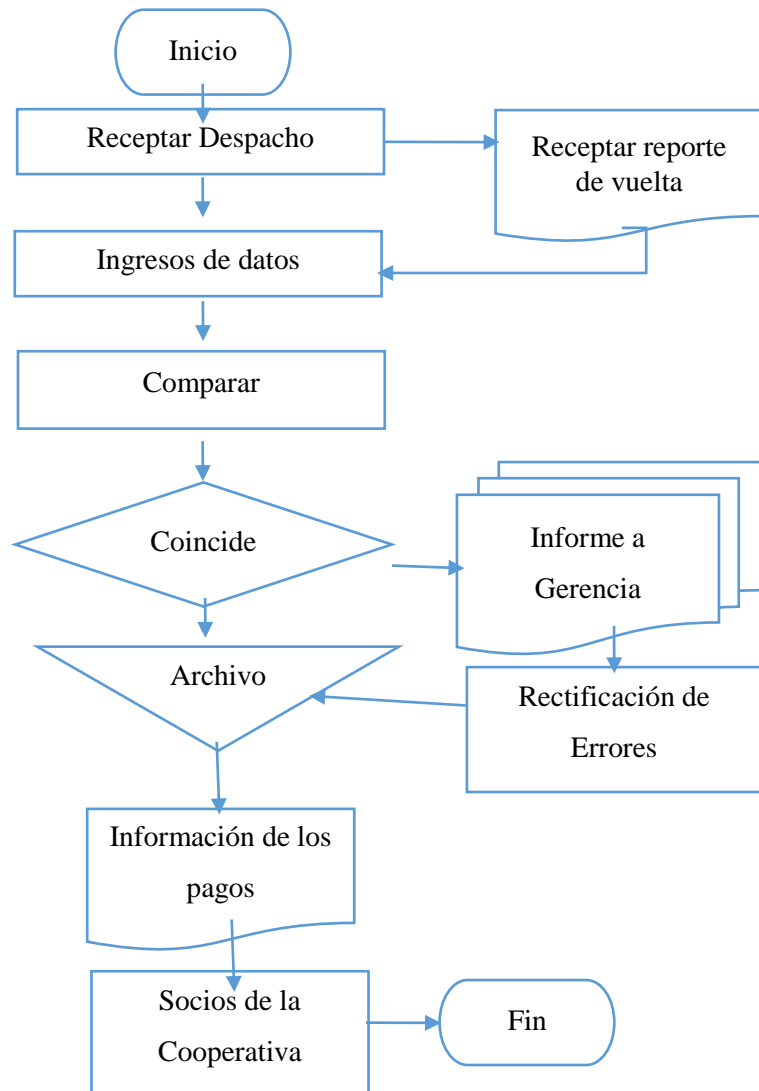 Inicio
Receptar Despacho
Receptar reporte
de vuelta
Ingresos de datos
Comparar
Coincide
Informe a
Gerencia
Archivo
Rectificación de
Errores
Información de los
pagos
Socios de la
Cooperativa
Fin